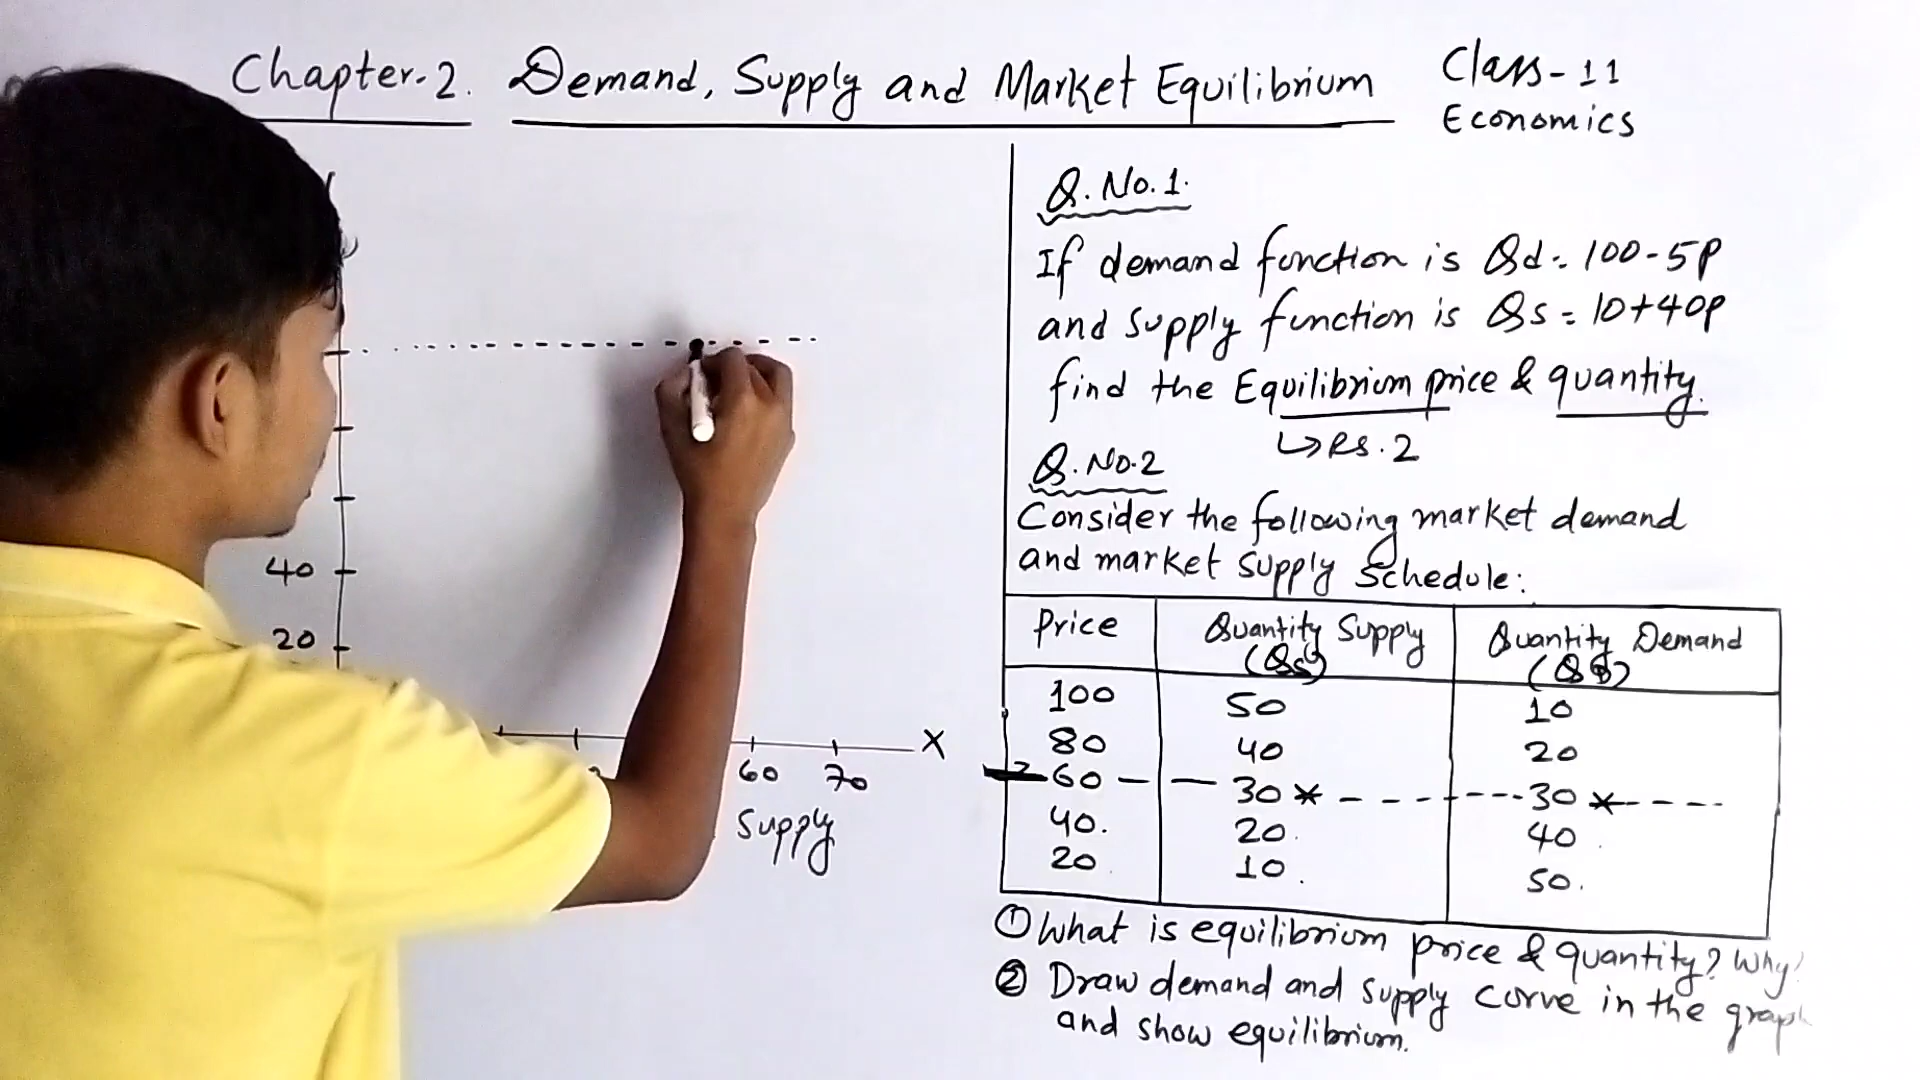 Chapter.2. Demand, Supply and Market Equilibrium
Class-11
Economics
40
20
60 70
X
Supply
Q.No.1.
If demand function is Qd = 100-5P
and supply function is Qs = 10+40P
find the Equilibrium price & quantity.
↳Rs.2
Q.No.2
Consider the following market demand
and market supply schedule:
Price Quantity Supply (Qs) Quantity Demand (QD)
100 50 10
80 40 20
60 30 30
40. 20. 40
20 10. 50.
① What is equilibrium price & quantity? Why?
② Draw demand and supply curve in the graph
and show equilibrium.